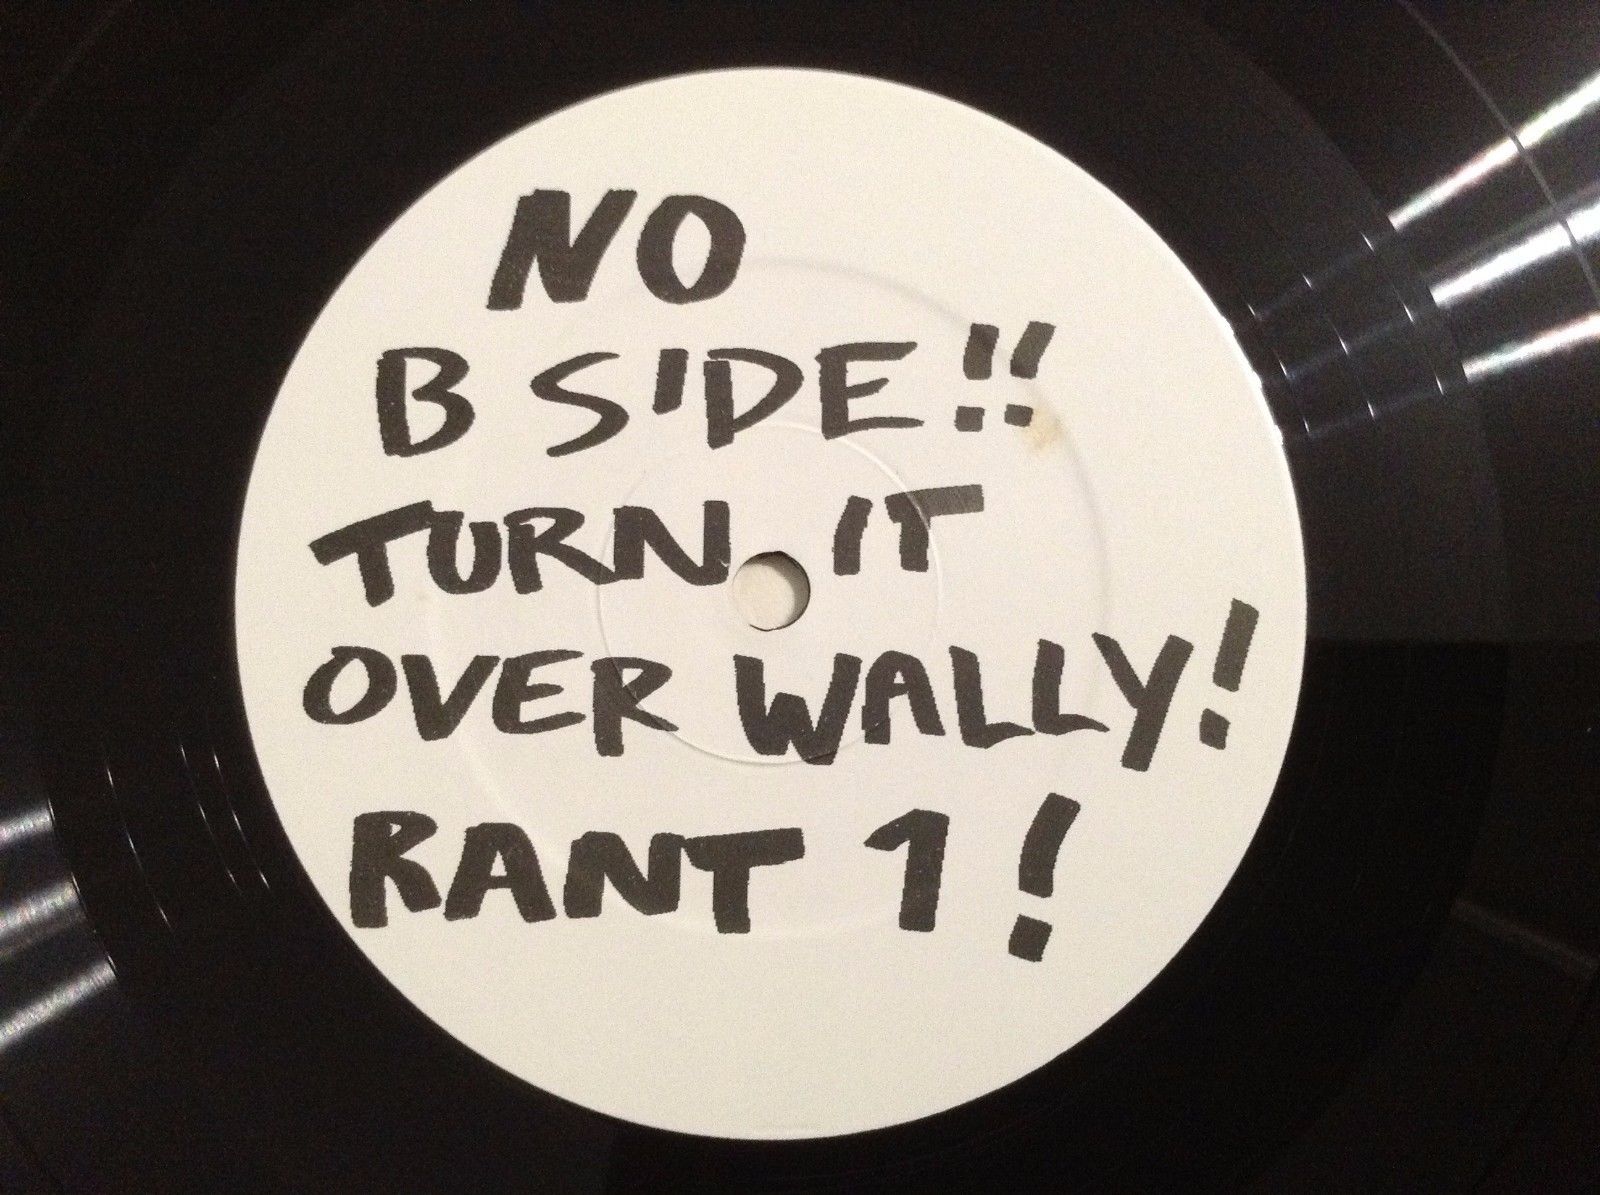 NO
B SIDE!!
TURN IT
OVER WALLY!
RANT 1!